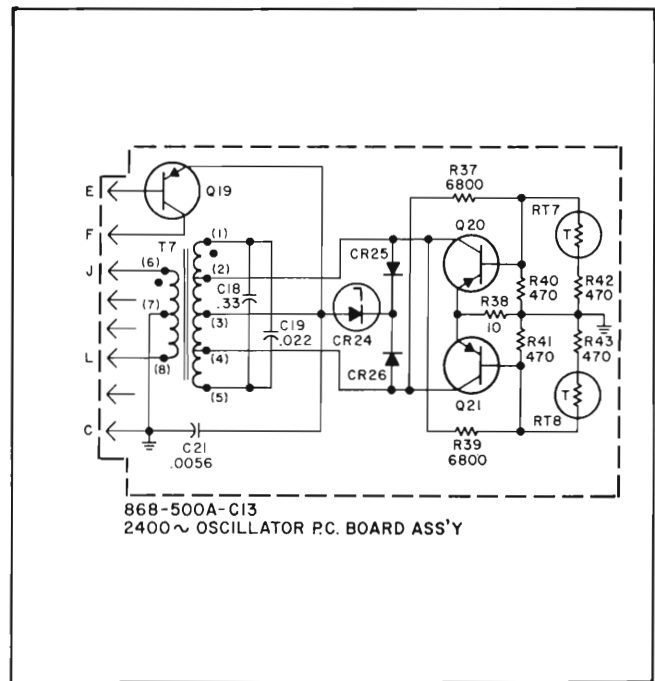 E
F
J
L
C
Q19
T7
(1)
(2)
(3)
(4)
(5)
(6)
(7)
(8)
C18
.33
C19
.022
C21
.0056
CR25
CR24
CR26
R37
6800
Q20
RT7
T
R40
470
R42
470
R38
10
R41
470
R43
470
Q21
T
RT8
R39
6800
868-500A-C13
2400~ OSCILLATOR P.C. BOARD ASS'Y